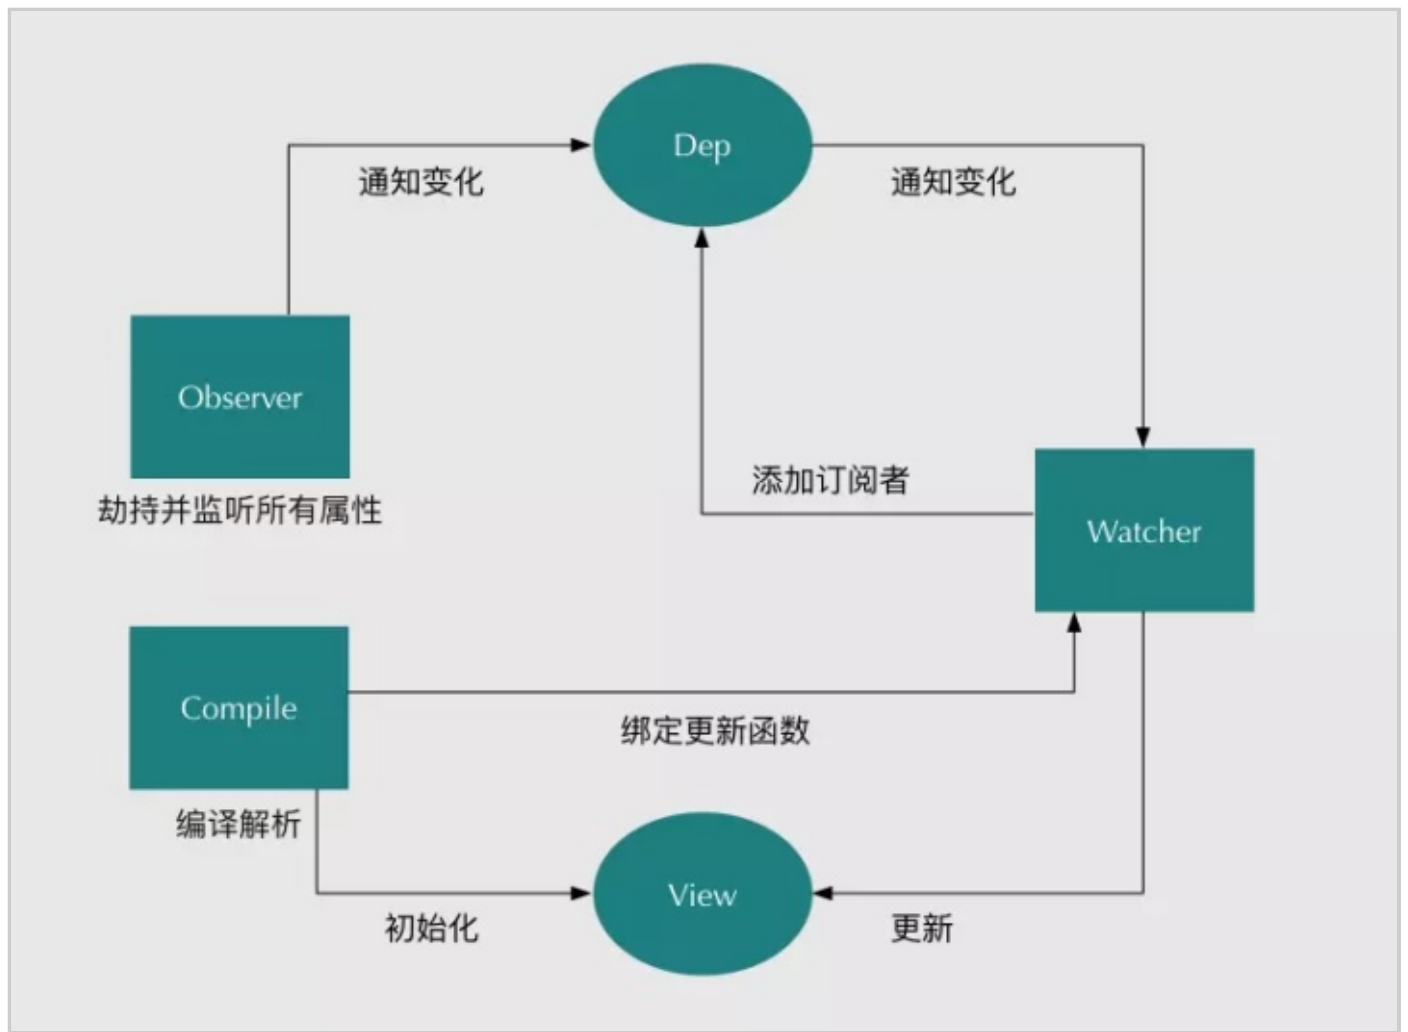 Dep
通知变化
通知变化
Observer
劫持并监听所有属性
添加订阅者
Watcher
Compile
绑定更新函数
编译解析
View
初始化
更新